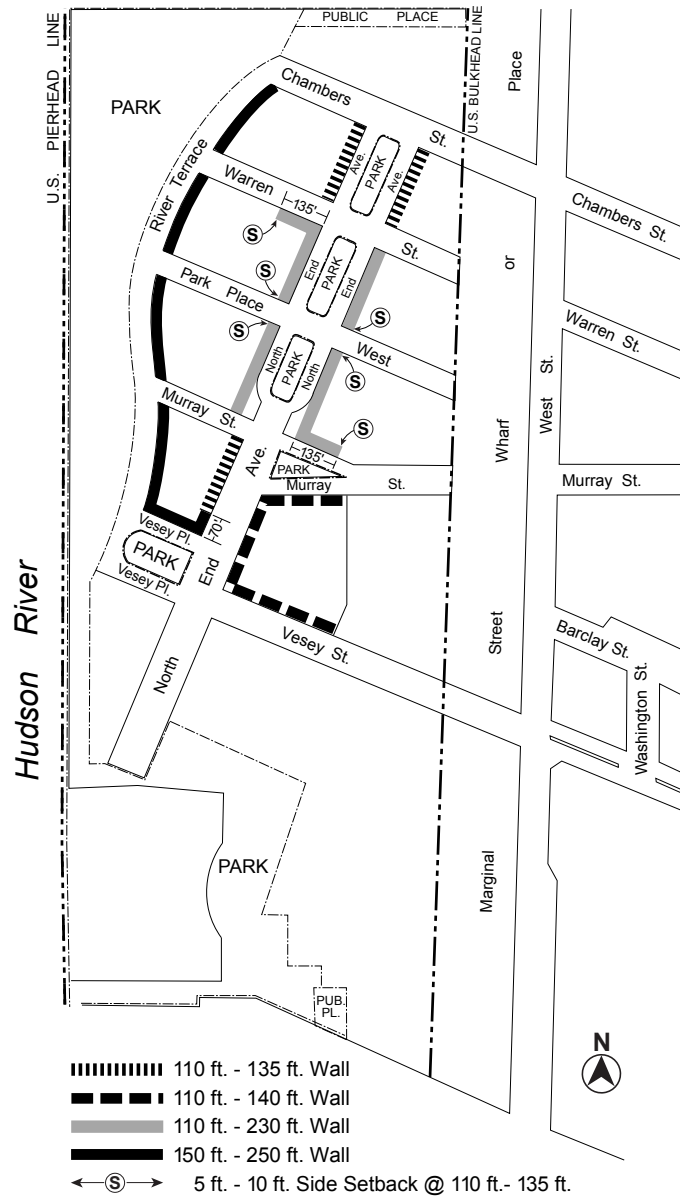 PUBLIC PLACE
U.S. PIERHEAD LINE
U.S. BULKHEAD LINE
Place
PARK
Chambers St.
River Terrace
Ave.
PARK
Ave.
Warren St.
135'
Chambers St.
S
S
End
PARK
End
or
Park Place
S
S
West
Warren St.
North
PARK
North
S
West St.
Murray St.
S
Wharf
Ave.
135'
PARK
Murray St.
Murray St.
70'
Vesey Pl.
PARK
Vesey Pl.
End
Hudson River
Vesey St.
Street
Barclay St.
North
Washington St.
PARK
Marginal
PUB.
PL.
N
110 ft. - 135 ft. Wall
110 ft. - 140 ft. Wall
110 ft. - 230 ft. Wall
150 ft. - 250 ft. Wall
S 5 ft. - 10 ft. Side Setback @ 110 ft.- 135 ft.